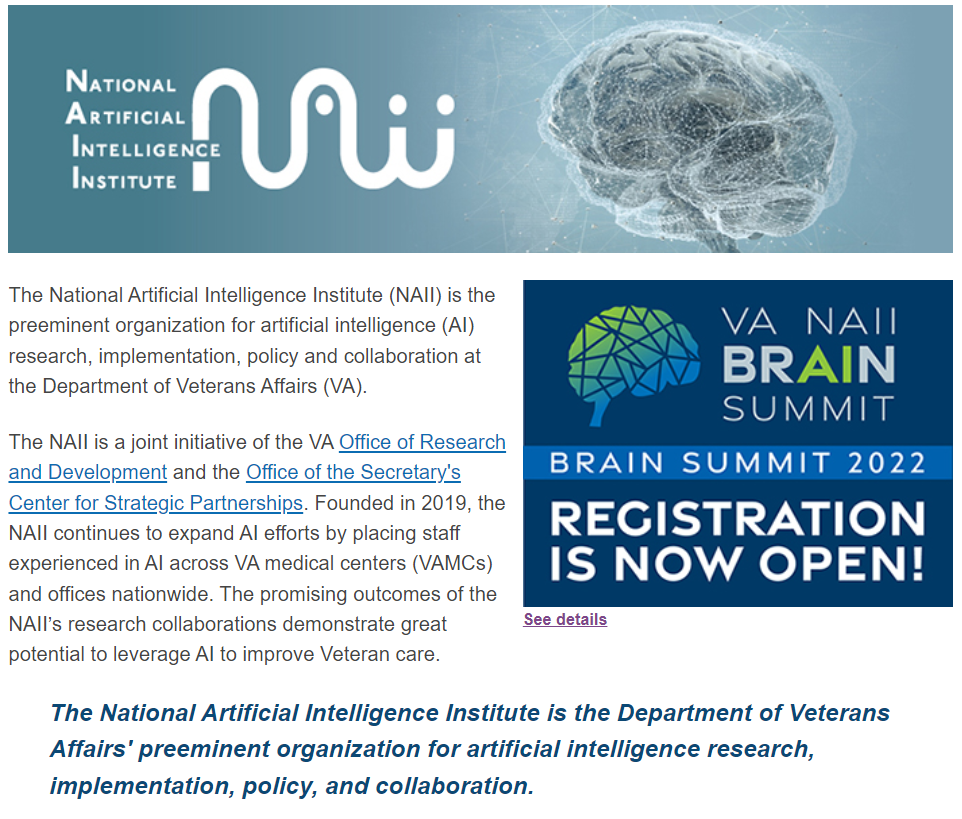 NATIONAL
ARTIFICIAL
INTELLIGENCE
INSTITUTE
NAII
The National Artificial Intelligence Institute (NAII) is the
preeminent organization for artificial intelligence (AI)
research, implementation, policy and collaboration at
the Department of Veterans Affairs (VA).
The NAII is a joint initiative of the VA Office of Research
and Development and the Office of the Secretary's
Center for Strategic Partnerships. Founded in 2019, the
NAII continues to expand AI efforts by placing staff
experienced in AI across VA medical centers (VAMCs)
and offices nationwide. The promising outcomes of the
NAII’s research collaborations demonstrate great
potential to leverage AI to improve Veteran care.
VA NAII
BRAIN
SUMMIT
BRAIN SUMMIT 2022
REGISTRATION
IS NOW OPEN!
See details
The National Artificial Intelligence Institute is the Department of Veterans
Affairs' preeminent organization for artificial intelligence research,
implementation, policy, and collaboration.